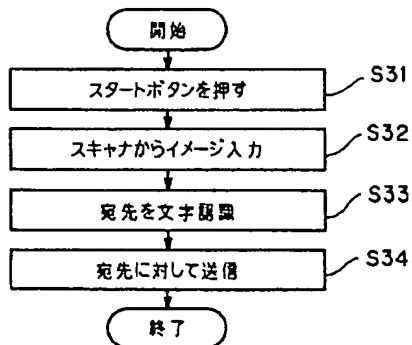 開始
スタートボタンを押す
S31
スキャナからイメージ入力
S32
宛先を文字認識
S33
宛先に対して送信
S34
終了